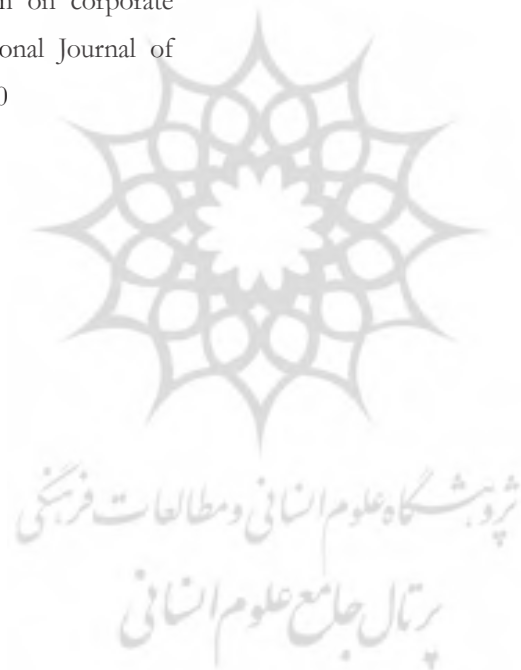 on corporate
onal Journal of
0
پژوهشگاه علوم انسانی و مطالعات فرهنگی
پرتال جامع علوم انسانی